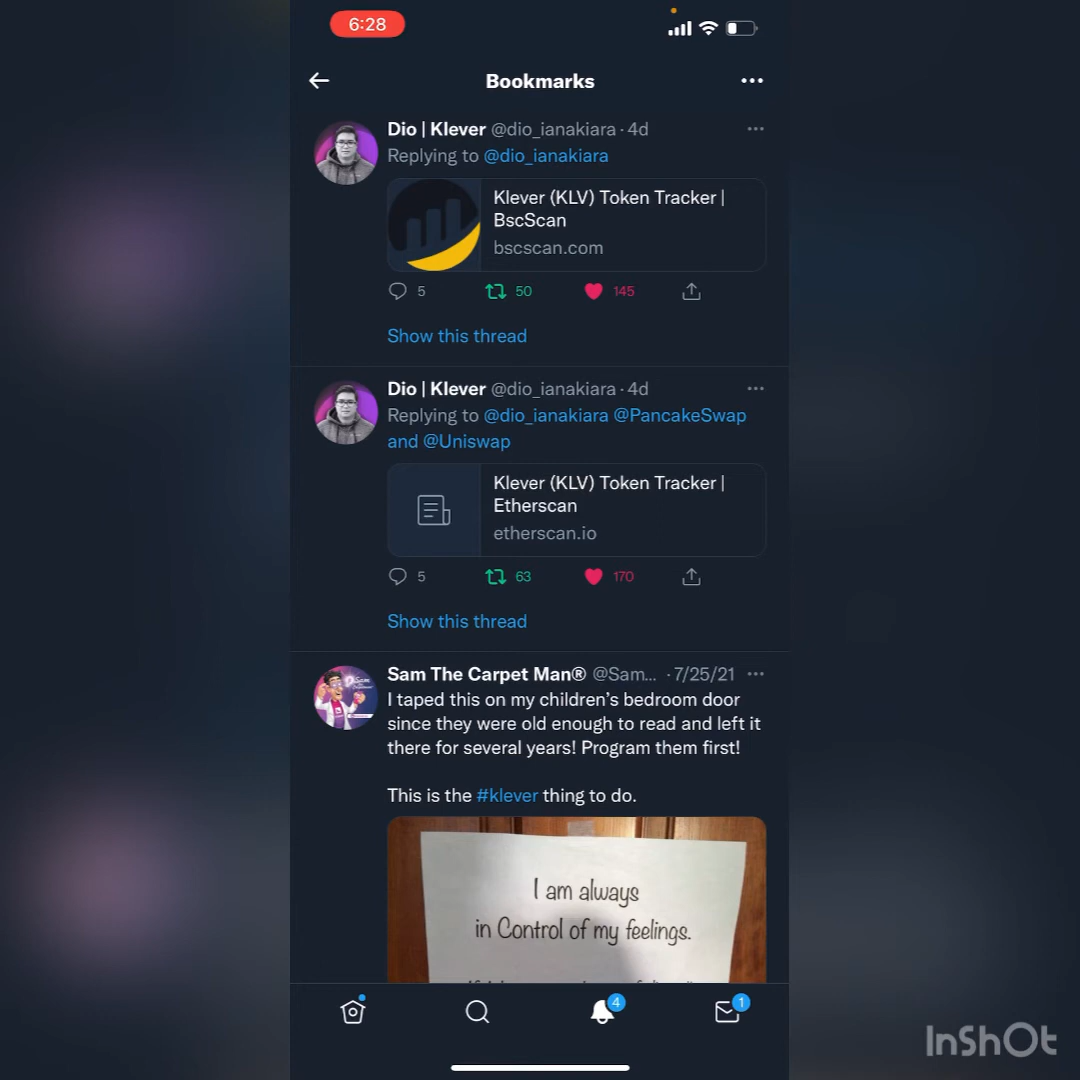 6:28
Bookmarks
Dio | Klever @dio_ianakiara · 4d
Replying to @dio_ianakiara
Klever (KLV) Token Tracker |
BscScan
bscscan.com
5 50 145
Show this thread
Dio | Klever @dio_ianakiara · 4d
Replying to @dio_ianakiara @PancakeSwap
and @Uniswap
Klever (KLV) Token Tracker |
Etherscan
etherscan.io
5 63 170
Show this thread
Sam The Carpet Man® @Sam... · 7/25/21
I taped this on my children’s bedroom door
since they were old enough to read and left it
there for several years! Program them first!
This is the #klever thing to do.
I am always
in Control of my feelings.
4 1
InShOt